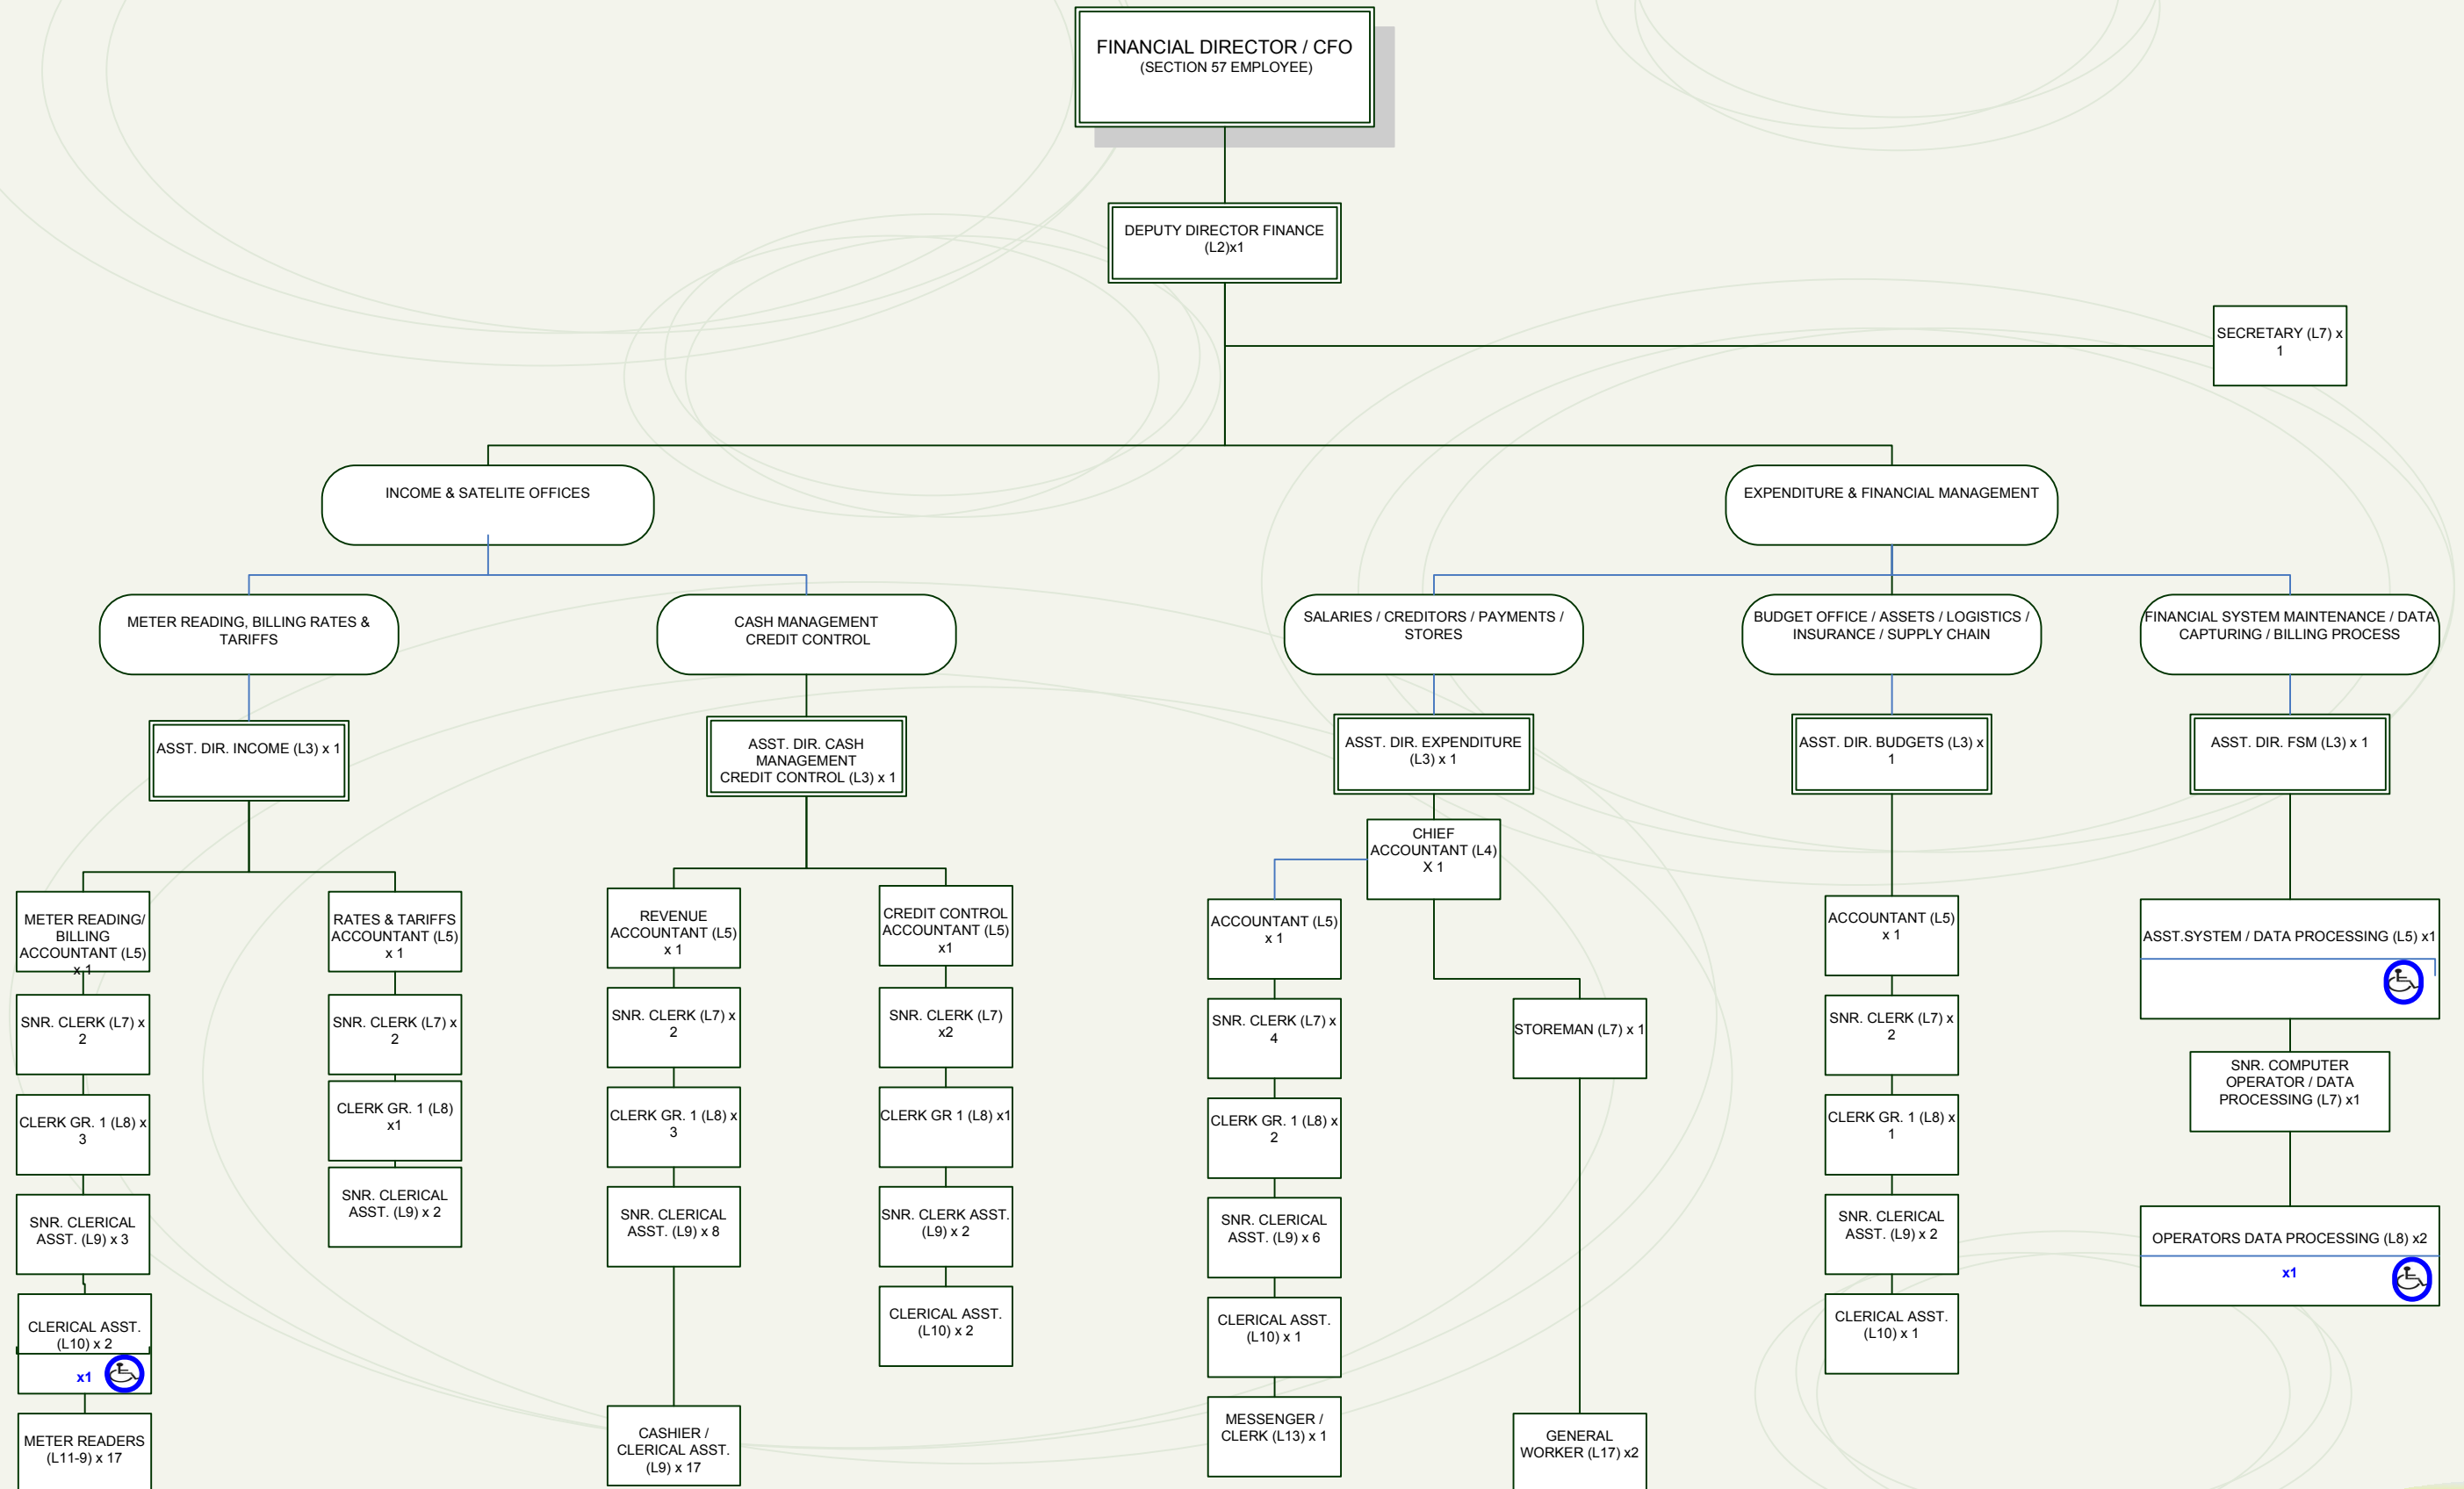 FINANCIAL DIRECTOR / CFO
(SECTION 57 EMPLOYEE)
DEPUTY DIRECTOR FINANCE
(L2)x1
SECRETARY (L7) x
1
INCOME & SATELITE OFFICES
EXPENDITURE & FINANCIAL MANAGEMENT
METER READING, BILLING RATES &
TARIFFS
CASH MANAGEMENT
CREDIT CONTROL
SALARIES / CREDITORS / PAYMENTS /
STORES
BUDGET OFFICE / ASSETS / LOGISTICS /
INSURANCE / SUPPLY CHAIN
FINANCIAL SYSTEM MAINTENANCE / DATA
CAPTURING / BILLING PROCESS
ASST. DIR. INCOME (L3) x 1
ASST. DIR. CASH
MANAGEMENT
CREDIT CONTROL (L3) x 1
ASST. DIR. EXPENDITURE
(L3) x 1
ASST. DIR. BUDGETS (L3) x
1
ASST. DIR. FSM (L3) x 1
CHIEF
ACCOUNTANT (L4)
X 1
METER READING/
BILLING
ACCOUNTANT (L5)
x 1
SNR. CLERK (L7) x
2
CLERK GR. 1 (L8) x
3
SNR. CLERICAL
ASST. (L9) x 3
CLERICAL ASST.
(L10) x 2
x1
METER READERS
(L11-9) x 17
RATES & TARIFFS
ACCOUNTANT (L5)
x 1
SNR. CLERK (L7) x
2
CLERK GR. 1 (L8)
x1
SNR. CLERICAL
ASST. (L9) x 2
REVENUE
ACCOUNTANT (L5)
x 1
SNR. CLERK (L7) x
2
CLERK GR. 1 (L8) x
3
SNR. CLERICAL
ASST. (L9) x 8
CASHIER /
CLERICAL ASST.
(L9) x 17
CREDIT CONTROL
ACCOUNTANT (L5)
x1
SNR. CLERK (L7)
x2
CLERK GR 1 (L8) x1
SNR. CLERK ASST.
(L9) x 2
CLERICAL ASST.
(L10) x 2
ACCOUNTANT (L5)
x 1
SNR. CLERK (L7) x
4
CLERK GR. 1 (L8) x
2
SNR. CLERICAL
ASST. (L9) x 6
CLERICAL ASST.
(L10) x 1
MESSENGER /
CLERK (L13) x 1
STOREMAN (L7) x 1
GENERAL
WORKER (L17) x2
ACCOUNTANT (L5)
x 1
SNR. CLERK (L7) x
2
CLERK GR. 1 (L8) x
1
SNR. CLERICAL
ASST. (L9) x 2
CLERICAL ASST.
(L10) x 1
ASST.SYSTEM / DATA PROCESSING (L5) x1
SNR. COMPUTER
OPERATOR / DATA
PROCESSING (L7) x1
OPERATORS DATA PROCESSING (L8) x2
x1